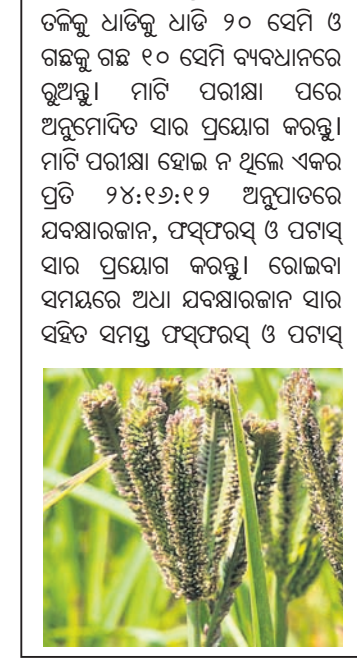 ତଳିକୁ ଧାଡିକୁ ଧାଡି ୨୦ ସେମି ଓ
ଗଛକୁ ଗଛ ୧୦ ସେମି ବ୍ୟବଧାନରେ
ରୁଅନ୍ତୁ। ମାଟି ପରୀକ୍ଷା ପରେ
ଅନୁମୋଦିତ ସାର ପ୍ରୟୋଗ କରନ୍ତୁ।
ମାଟି ପରୀକ୍ଷା ହୋଇ ନ ଥିଲେ ଏକର
ପ୍ରତି ୨୪:୧୬:୧୨ ଅନୁପାତରେ
ଯବକ୍ଷାରଜାନ, ଫସ୍‌ଫରସ୍ ଓ ପଟାସ୍
ସାର ପ୍ରୟୋଗ କରନ୍ତୁ। ରୋଇବା
ସମୟରେ ଅଧା ଯବକ୍ଷାରଜାନ ସାର
ସହିତ ସମସ୍ତ ଫସ୍‌ଫରସ୍ ଓ ପଟାସ୍